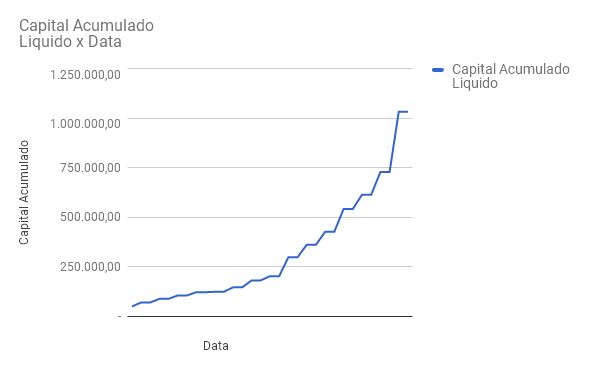 Capital Acumulado
Liquido x Data
1.250.000,00
1.000.000,00
750.000,00
500.000,00
250.000,00
-
Capital Acumulado
Data
Capital Acumulado
Liquido